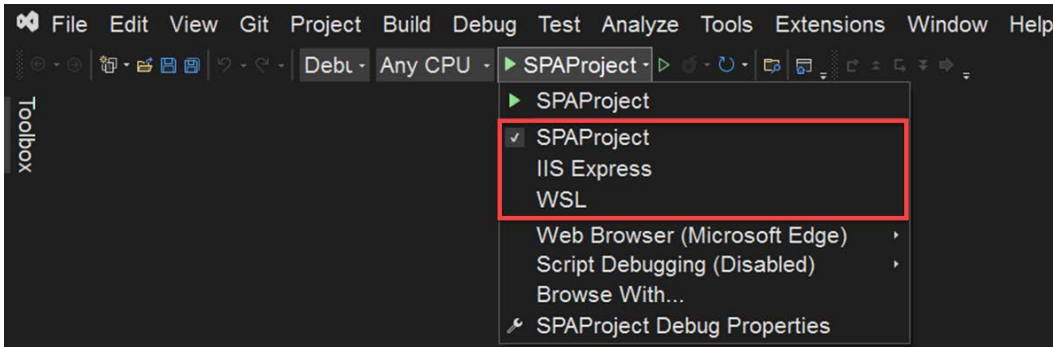 File Edit View Git Project Build Debug Test Analyze Tools Extensions Window Help
Debu Any CPU SPAProject
Toolbox
SPAProject
SPAProject
IIS Express
WSL
Web Browser (Microsoft Edge)
Script Debugging (Disabled)
Browse With...
SPAProject Debug Properties